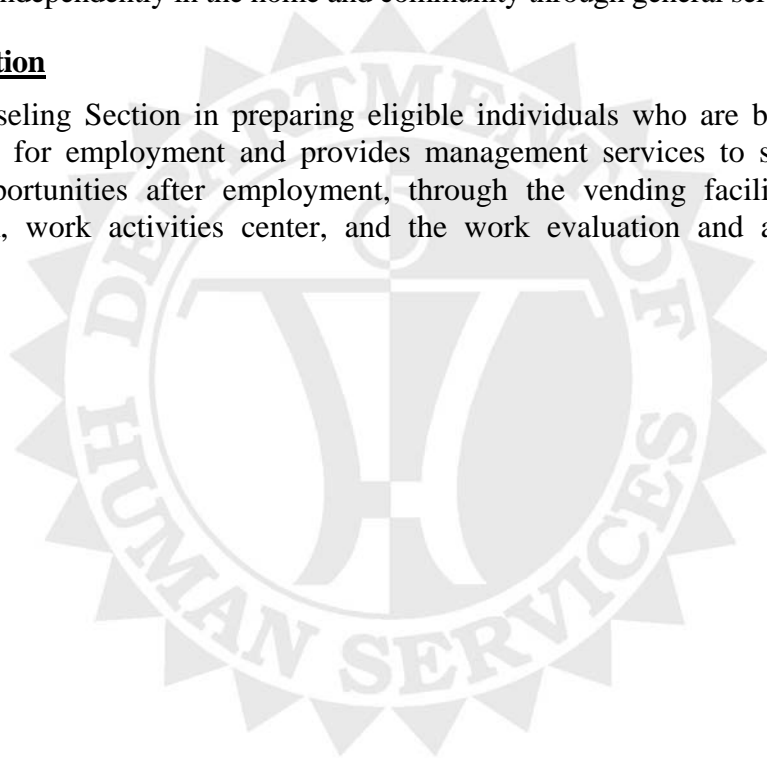 independently in the home and community through general ser
tion
seling Section in preparing eligible individuals who are b
for employment and provides management services to s
portunities after employment, through the vending facili
, work activities center, and the work evaluation and a
DEPARTMENT OF
HUMAN SERVICES